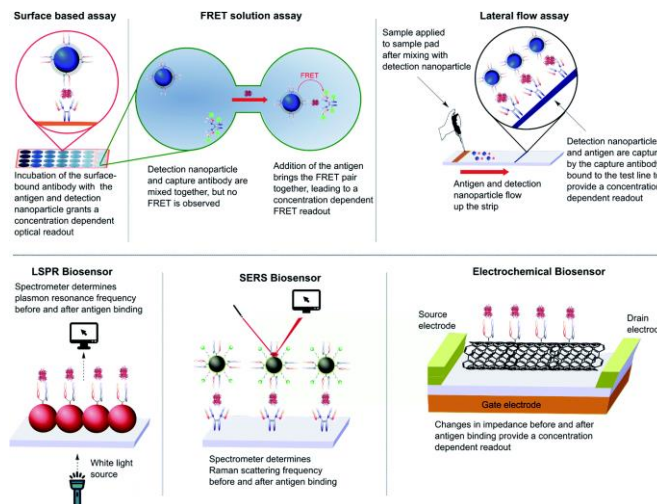 Surface based assay
Incubation of the surface-
bound antibody with the
antigen and detection
nanoparticle grants a
concentration dependent
optical readout
FRET solution assay
FRET
Detection nanoparticle
and capture antibody are
mixed together, but no
FRET is observed
Addition of the antigen
brings the FRET pair
together, leading to a
concentration dependent
FRET readout
Lateral flow assay
Sample applied
to sample pad
after mixing with
detection nanoparticle
Antigen and detection
nanoparticle flow
up the strip
Detection nanoparticle
and antigen are captur
by the capture antibody
bound to the test line to
provide a concentration
dependent readout
LSPR Biosensor
Spectrometer determines
plasmon resonance frequency
before and after antigen binding
White light
source
SERS Biosensor
Spectrometer determines
Raman scattering frequency
before and after antigen binding
Electrochemical Biosensor
Source
electrode
Drain
electro
Gate electrode
Changes in impedance before and after
antigen binding provide a concentration
dependent readout